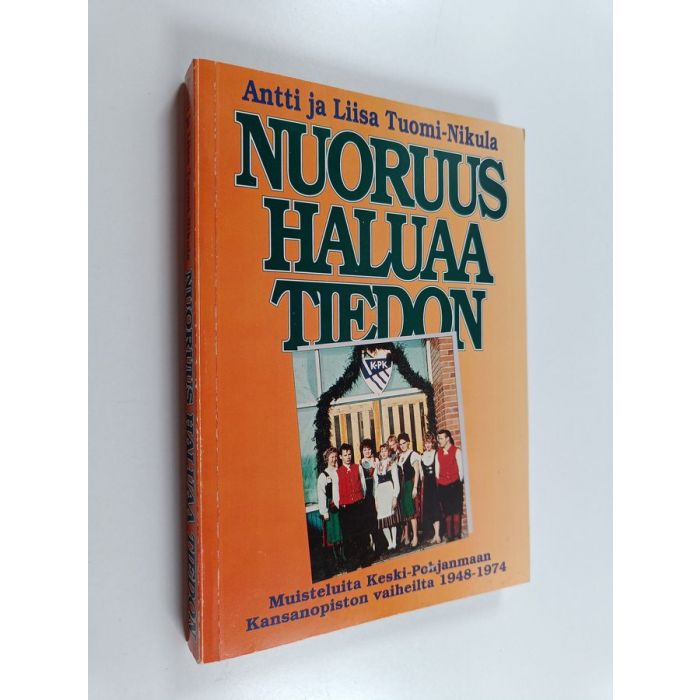 Antti ja Liisa Tuomi-Nikula
NUORUUS
HALUAA
TIEDON
K-PK
Muisteluita Keski-Pohjanmaan
Kansanopiston vaiheilta 1948-1974
NUORUUS HALUAA TIEDON